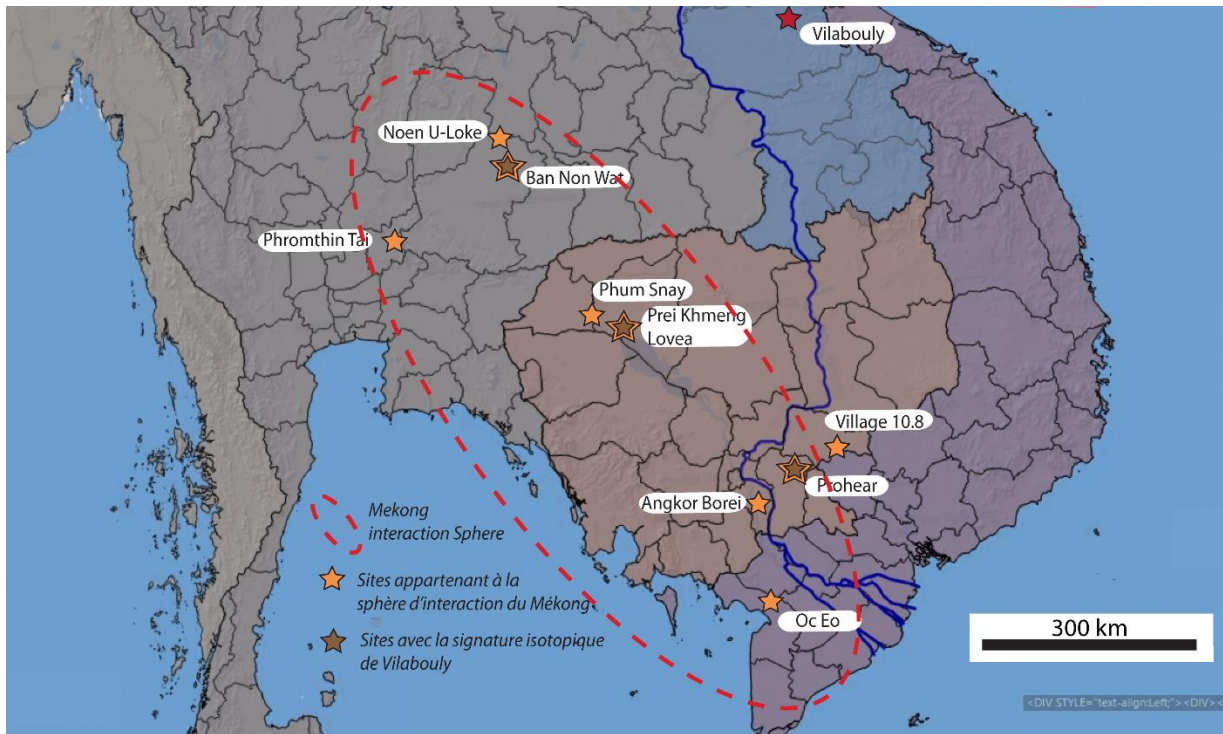 Vilabouly
Noen U-Loke
Ban Non Wat
Phromthin Tai
Phum Snay
Prei Khmeng
Lovea
Village 10.8
Prohear
Angkor Borei
Mekong
interaction Sphere
Sites appartenant à la
sphère d'interaction du Mékong
Oc Eo
300 km
Sites avec la signature isotopique
de Vilabouly
<DIV STYLE="text-align:Left;"><DIV><